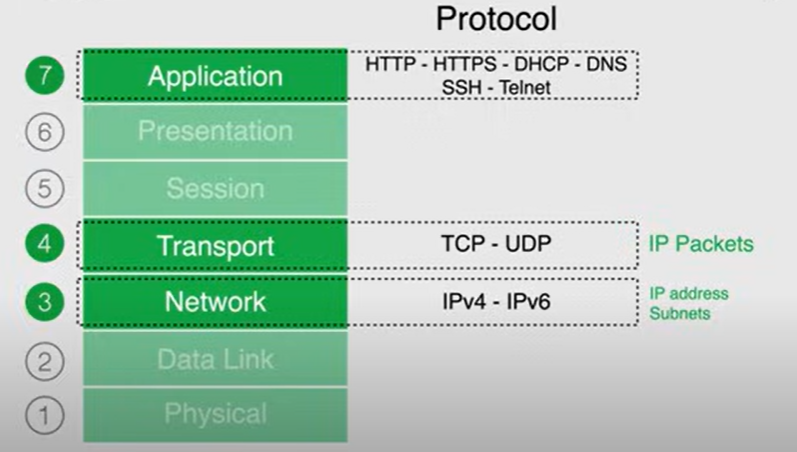 Protocol
7 Application HTTP - HTTPS - DHCP - DNS
SSH - Telnet
6 Presentation
5 Session
4 Transport TCP - UDP IP Packets
3 Network IPv4 - IPv6 IP address
Subnets
2 Data Link
1 Physical